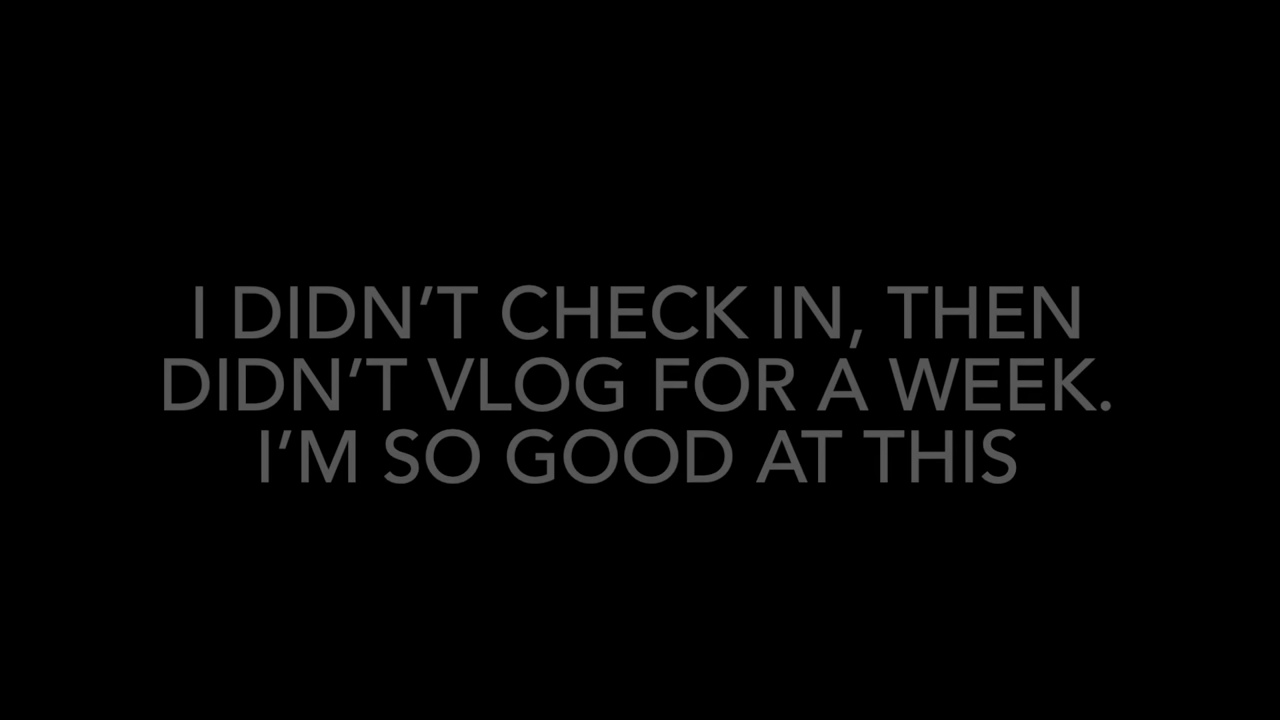 I DIDN’T CHECK IN, THEN
DIDN’T VLOG FOR A WEEK.
I’M SO GOOD AT THIS